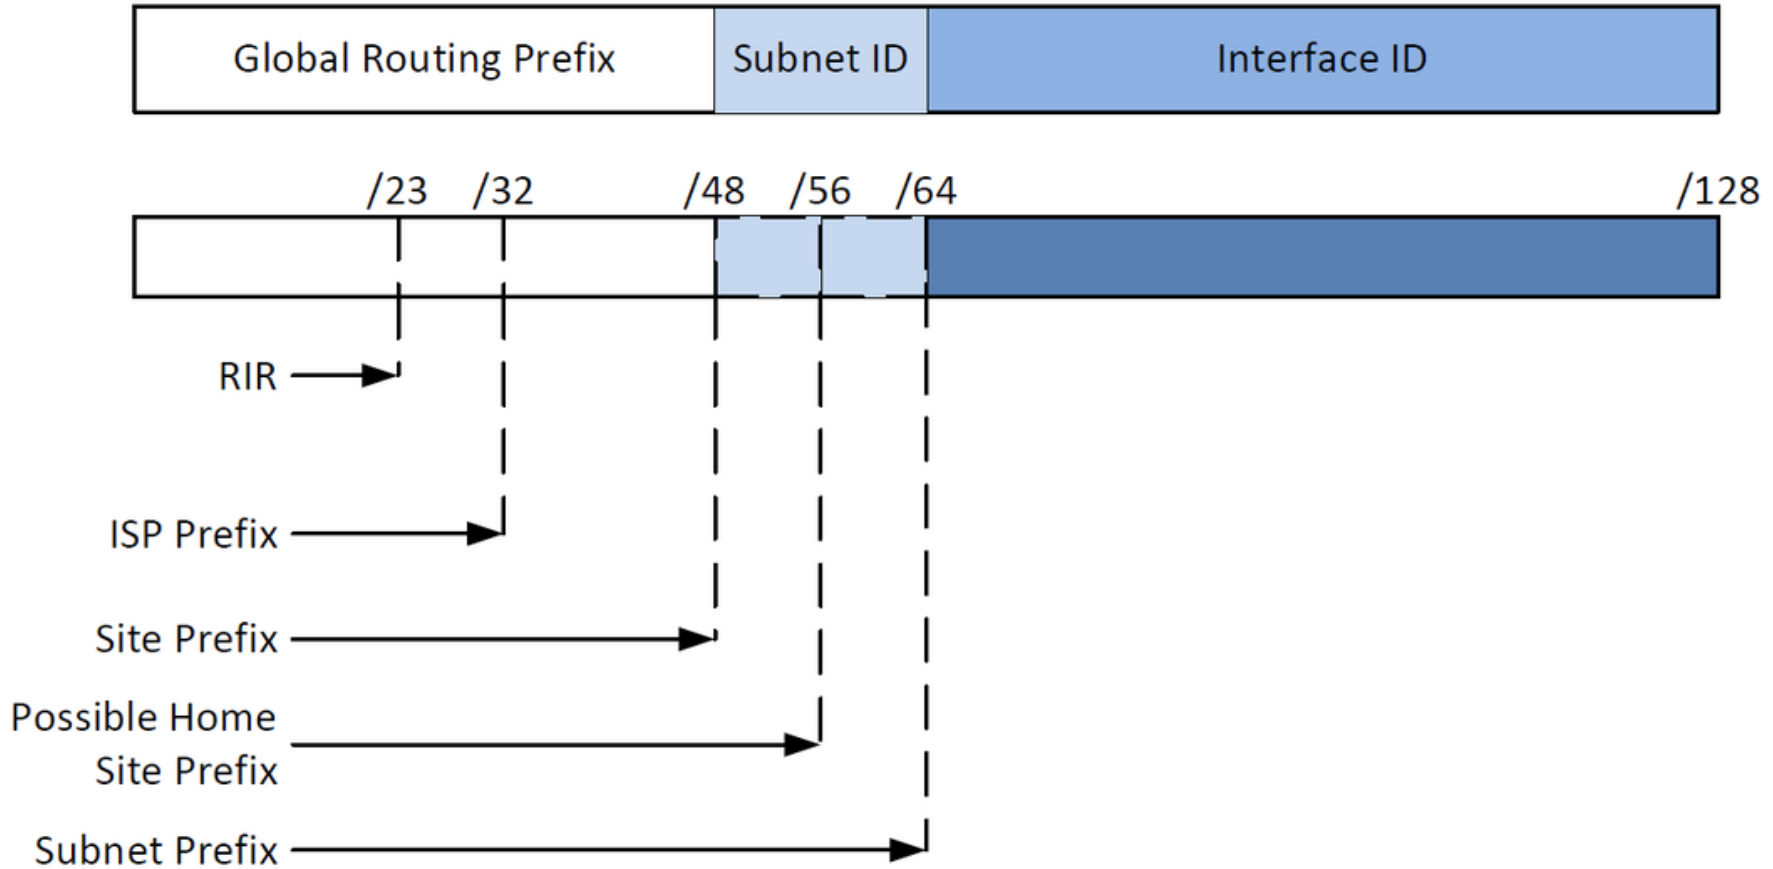 Global Routing Prefix Subnet ID Interface ID
/23 /32 /48 /56 /64 /128
RIR
ISP Prefix
Site Prefix
Possible Home
Site Prefix
Subnet Prefix